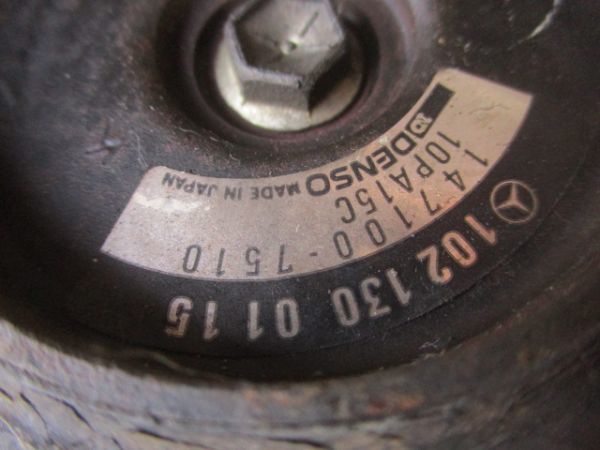 DENSO MADE IN JAPAN
10PA15C
147100-7510
102 130 01 15